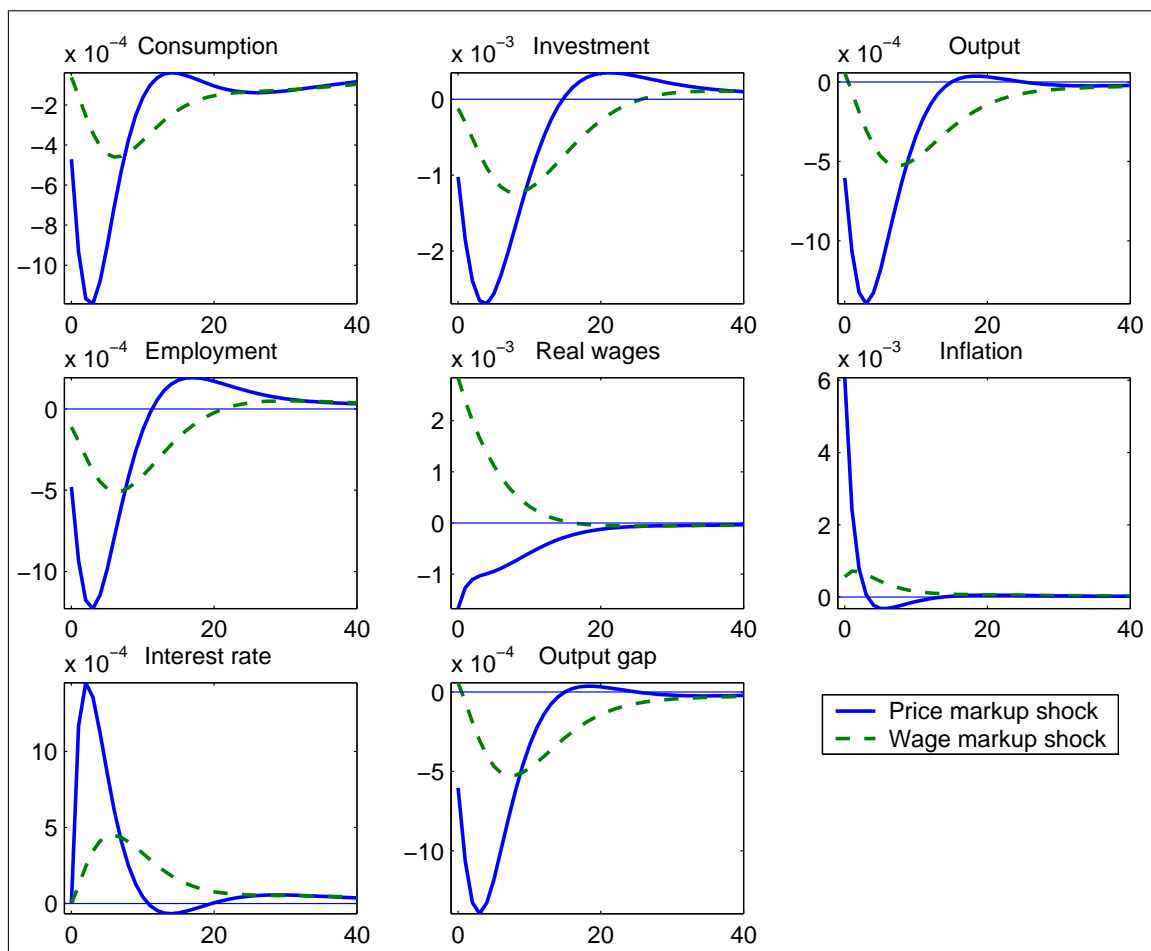 x 10⁻⁴ Consumption
−2
−4
−6
−8
−10
0 20 40
x 10⁻³ Investment
0
−1
−2
0 20 40
x 10⁻⁴ Output
0
−5
−10
0 20 40
x 10⁻⁴ Employment
0
−5
−10
0 20 40
x 10⁻³ Real wages
2
1
0
−1
0 20 40
x 10⁻³ Inflation
6
4
2
0
0 20 40
x 10⁻⁴ Interest rate
10
5
0
0 20 40
x 10⁻⁴ Output gap
0
−5
−10
0 20 40
Price markup shock
Wage markup shock